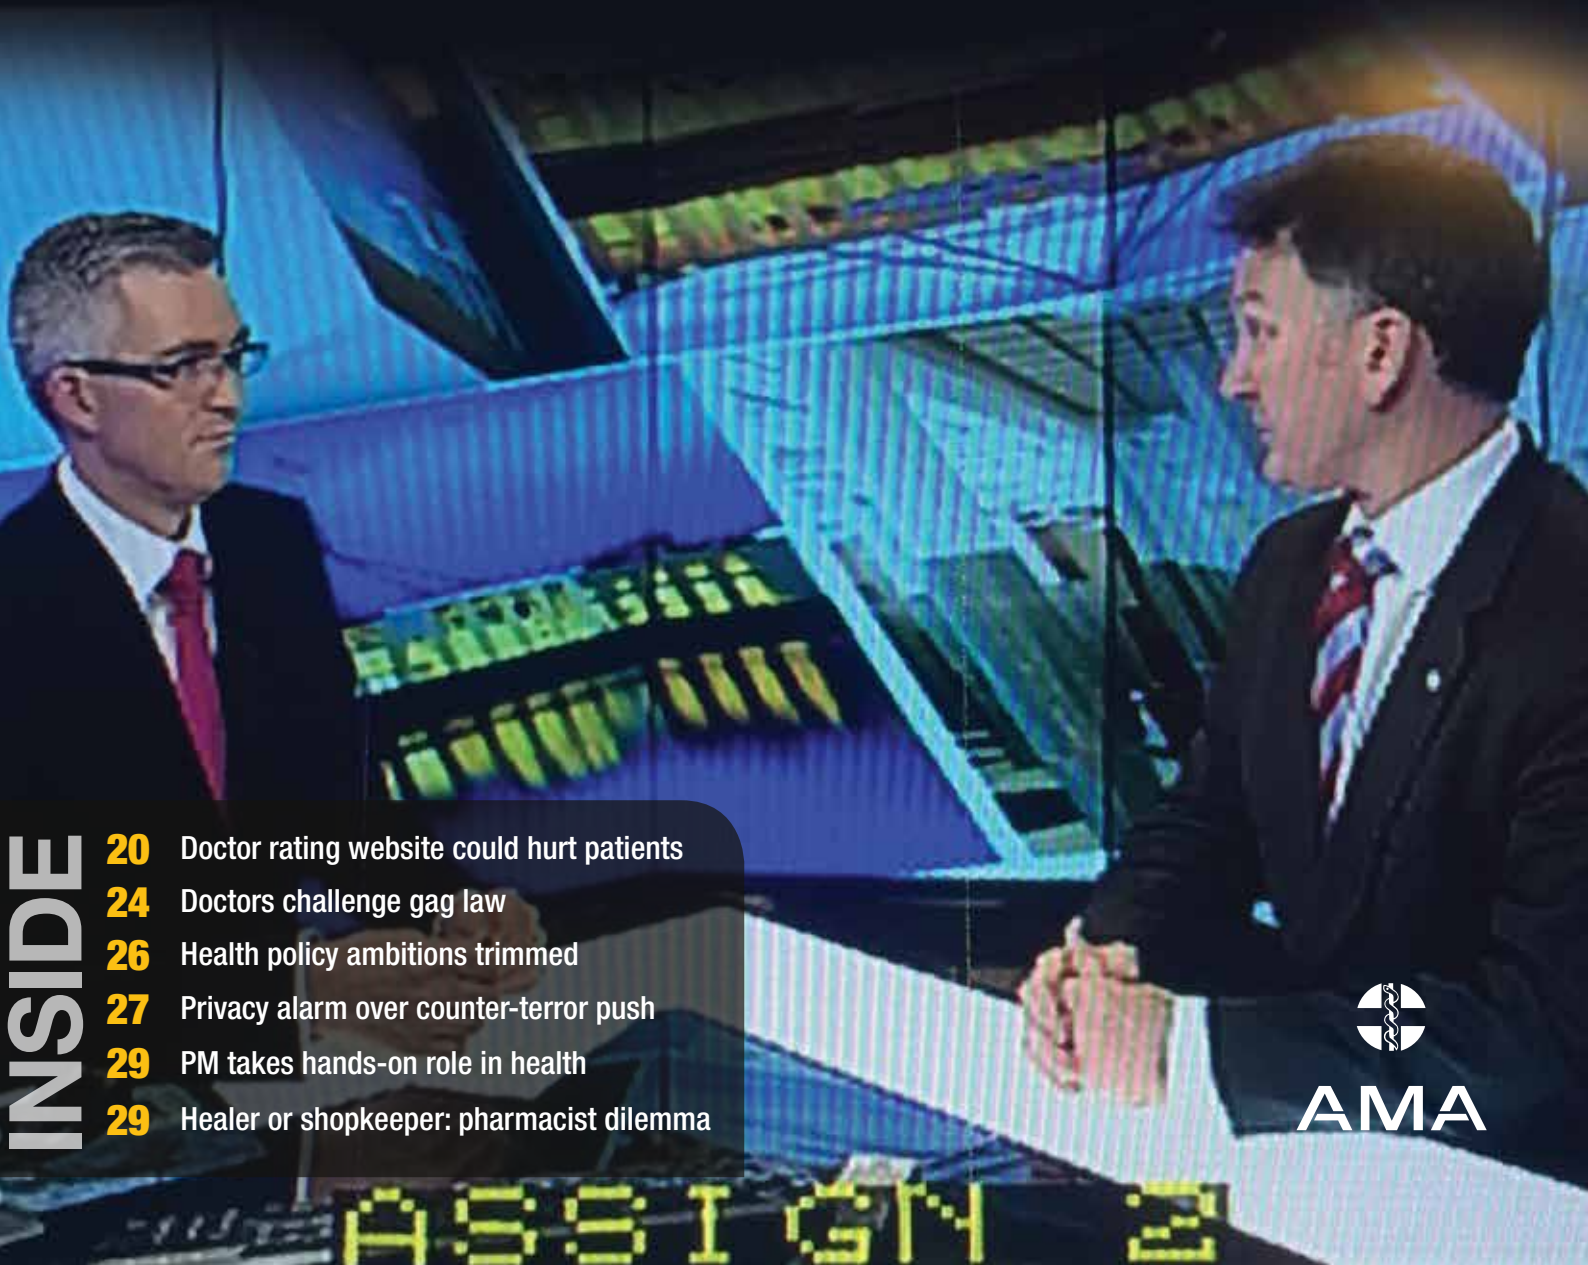 INSIDE
20 Doctor rating website could hurt patients
24 Doctors challenge gag law
26 Health policy ambitions trimmed
27 Privacy alarm over counter-terror push
29 PM takes hands-on role in health
29 Healer or shopkeeper: pharmacist dilemma
AMA
ASSIGN 2